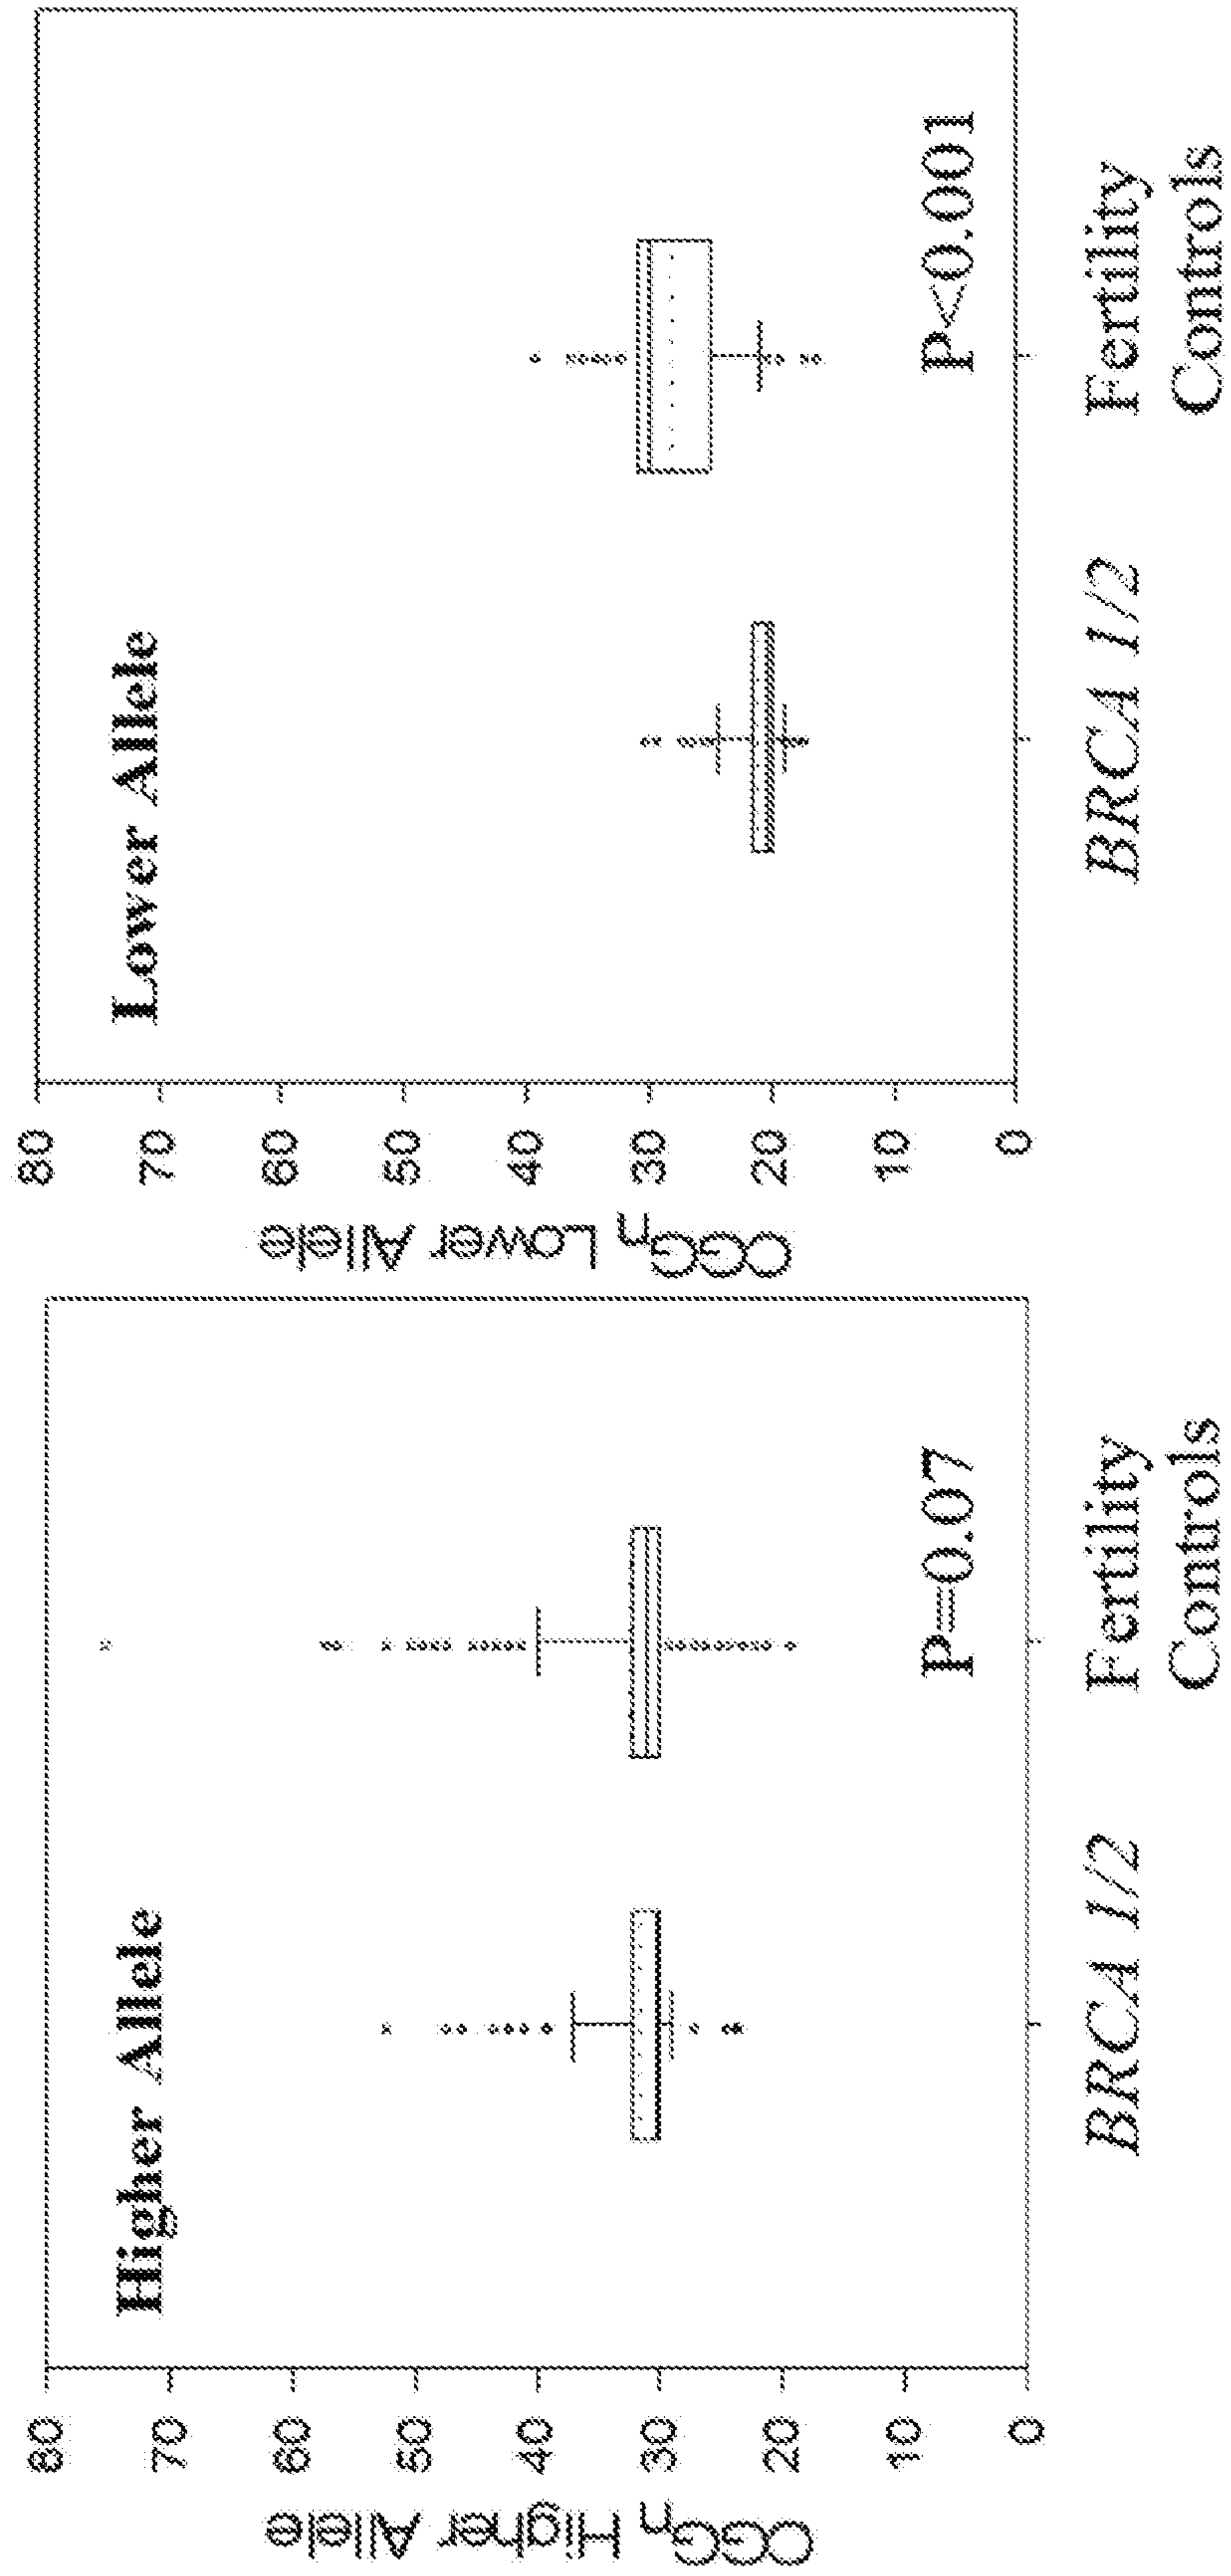 Higher Allele
CGGn Higher Allele
80
70
60
50
40
30
20
10
0
P=0.07
BRCA 1/2
Fertility
Controls
Lower Allele
CGGn Lower Allele
80
70
60
50
40
30
20
10
0
P<0.001
BRCA 1/2
Fertility
Controls